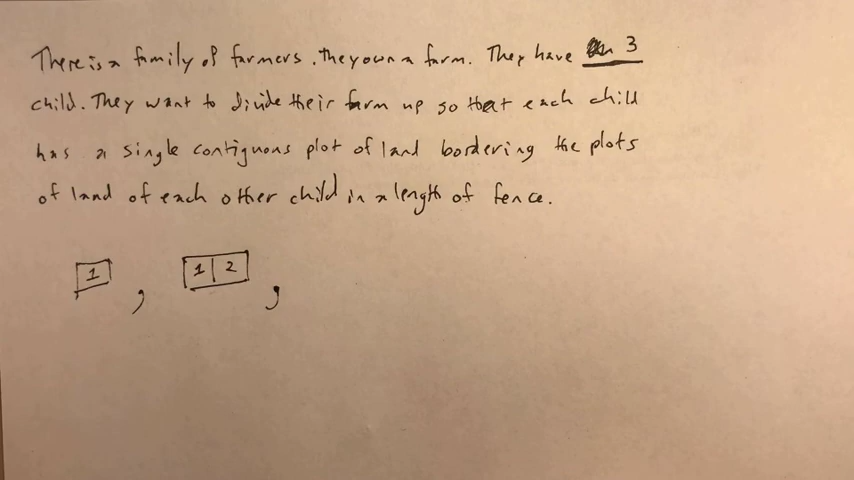 There is a family of farmers. they own a farm. They have 3
child. They want to divide their farm up so that each child
has a single contiguous plot of land bordering the plots
of land of each other child in a length of fence.
1 , 1 2 ,